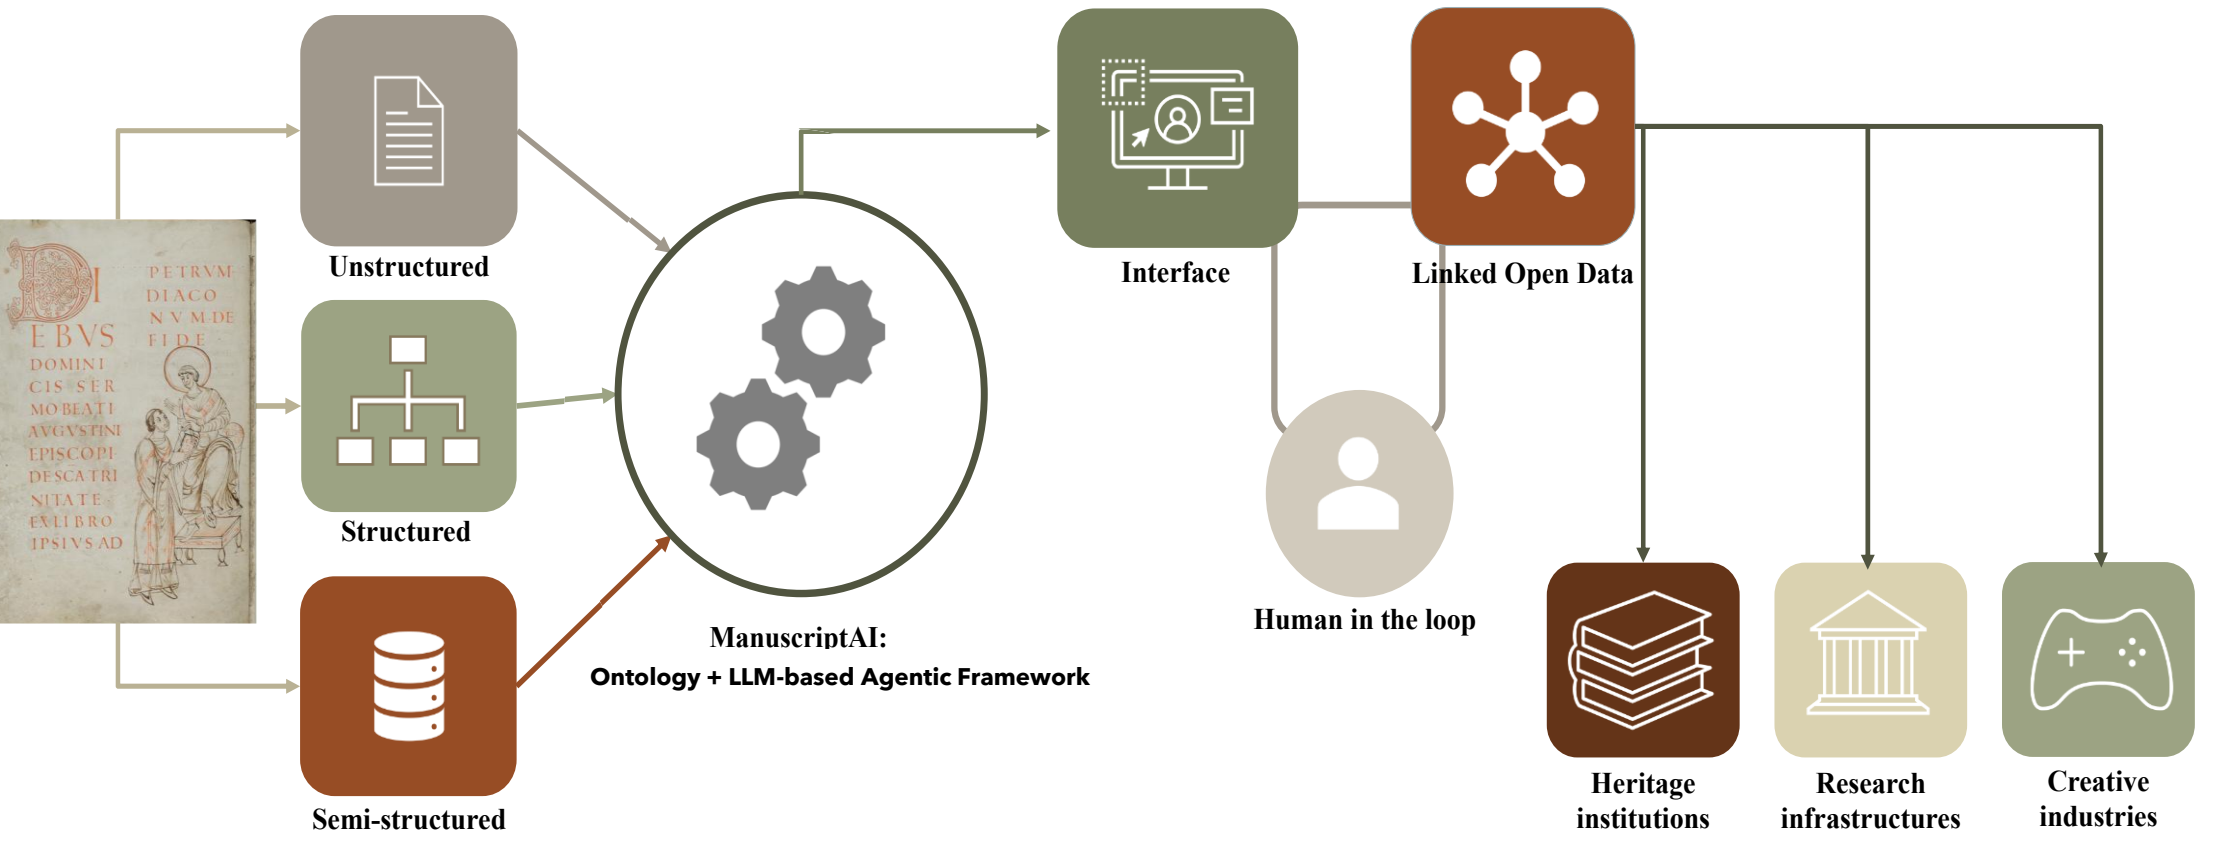 Unstructured
Structured
Semi-structured
DI
EBVS
DOMINI
CIS SER
MO BEATI
AVGVSTINI
EPISCOPI
DESCA TRI
NITATE
EXLIBRO
IPSIVS AD
PETRVM
DIACO
NVM·DE
FIDE
ManuscriptAI:
Ontology + LLM-based Agentic Framework
Interface
Linked Open Data
Human in the loop
Heritage
institutions
Research
infrastructures
Creative
industries